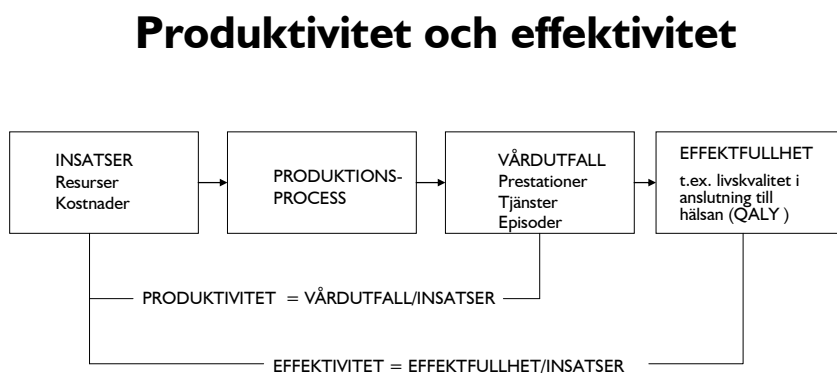 Produktivitet och effektivitet
INSATSER
Resurser
Kostnader
PRODUKTIONS-
PROCESS
VÅRDUTFALL
Prestationer
Tjänster
Episoder
EFFEKTFULLHET
t.ex. livskvalitet i
anslutning till
hälsan (QALY )
PRODUKTIVITET = VÅRDUTFALL/INSATSER
EFFEKTIVITET = EFFEKTFULLHET/INSATSER